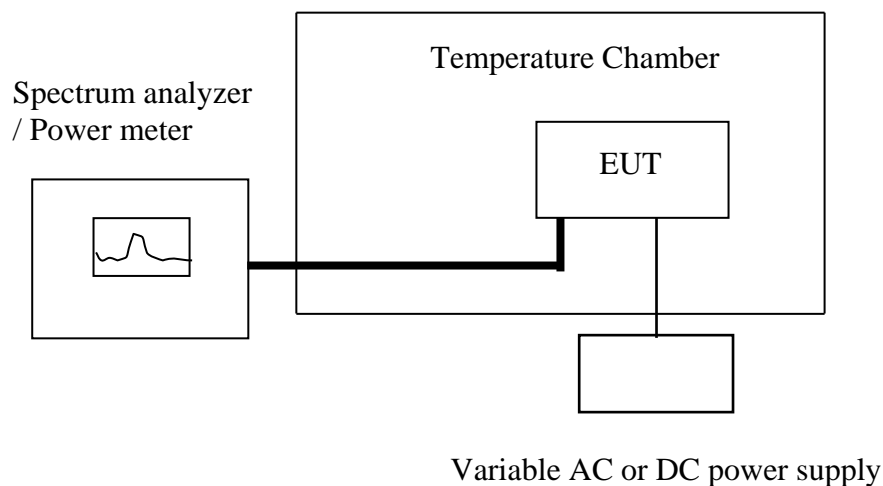 Temperature Chamber
Spectrum analyzer
/ Power meter
EUT
Variable AC or DC power supply